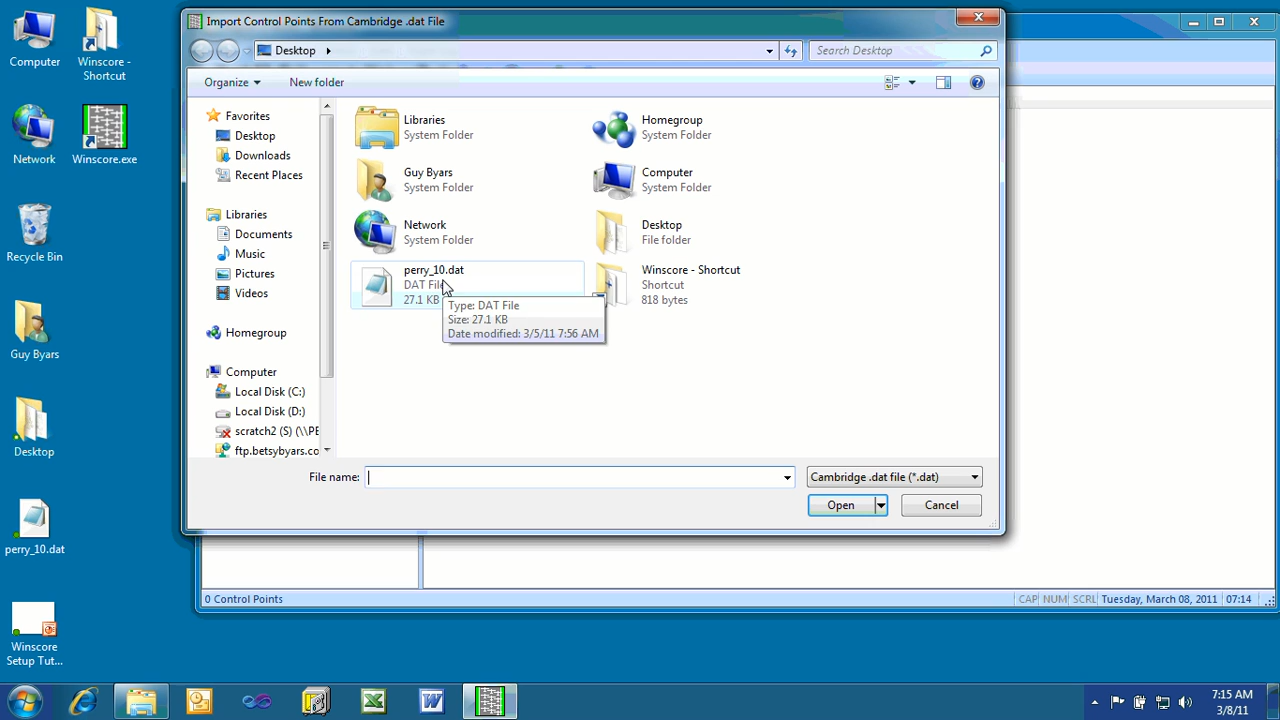 Computer
Winscore -
Shortcut
Network
Winscore.exe
Recycle Bin
Guy Byars
Desktop
perry_10.dat
Winscore
Setup Tut...
Import Control Points From Cambridge .dat File
Desktop
Search Desktop
Organize
New folder
Favorites
Desktop
Downloads
Recent Places
Libraries
Documents
Music
Pictures
Videos
Homegroup
Computer
Local Disk (C:)
Local Disk (D:)
scratch2 (S) (\\PE
ftp.betsybyars.co
Libraries
System Folder
Homegroup
System Folder
Guy Byars
System Folder
Computer
System Folder
Network
System Folder
Desktop
File folder
perry_10.dat
DAT File
27.1 KB
Winscore - Shortcut
Shortcut
818 bytes
Type: DAT File
Size: 27.1 KB
Date modified: 3/5/11 7:56 AM
File name:
Cambridge .dat file (*.dat)
Open
Cancel
0 Control Points
CAP NUM SCRL Tuesday, March 08, 2011 07:14
7:15 AM
3/8/11